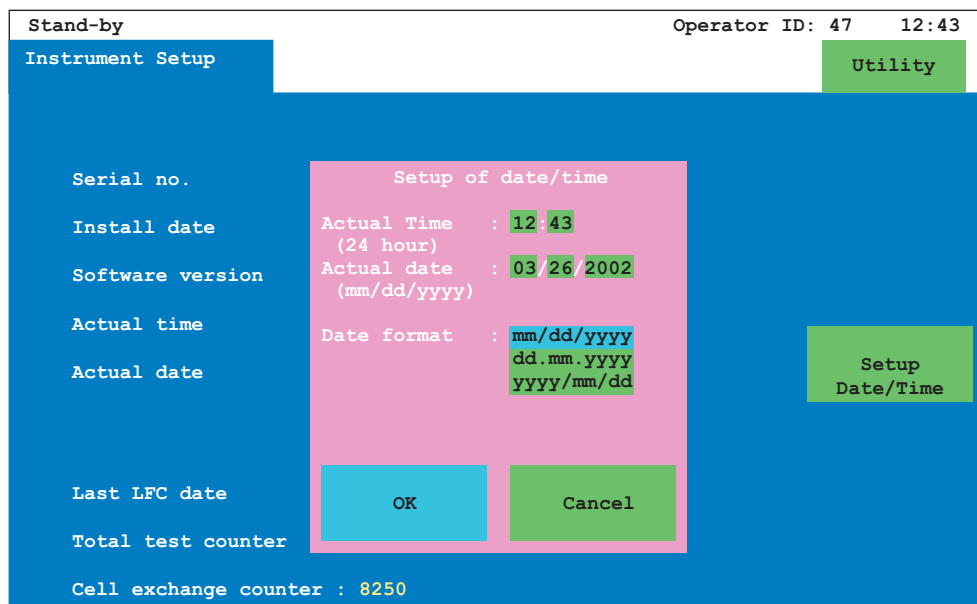 Stand-by Operator ID: 47 12:43
Instrument Setup
Utility
Serial no.
Install date
Software version
Actual time
Actual date
Last LFC date
Total test counter
Cell exchange counter : 8250
Setup of date/time
Actual Time : 12:43
(24 hour)
Actual date : 03/26/2002
(mm/dd/yyyy)
Date format : mm/dd/yyyy
dd.mm.yyyy
yyyy/mm/dd
OK
Cancel
Setup
Date/Time